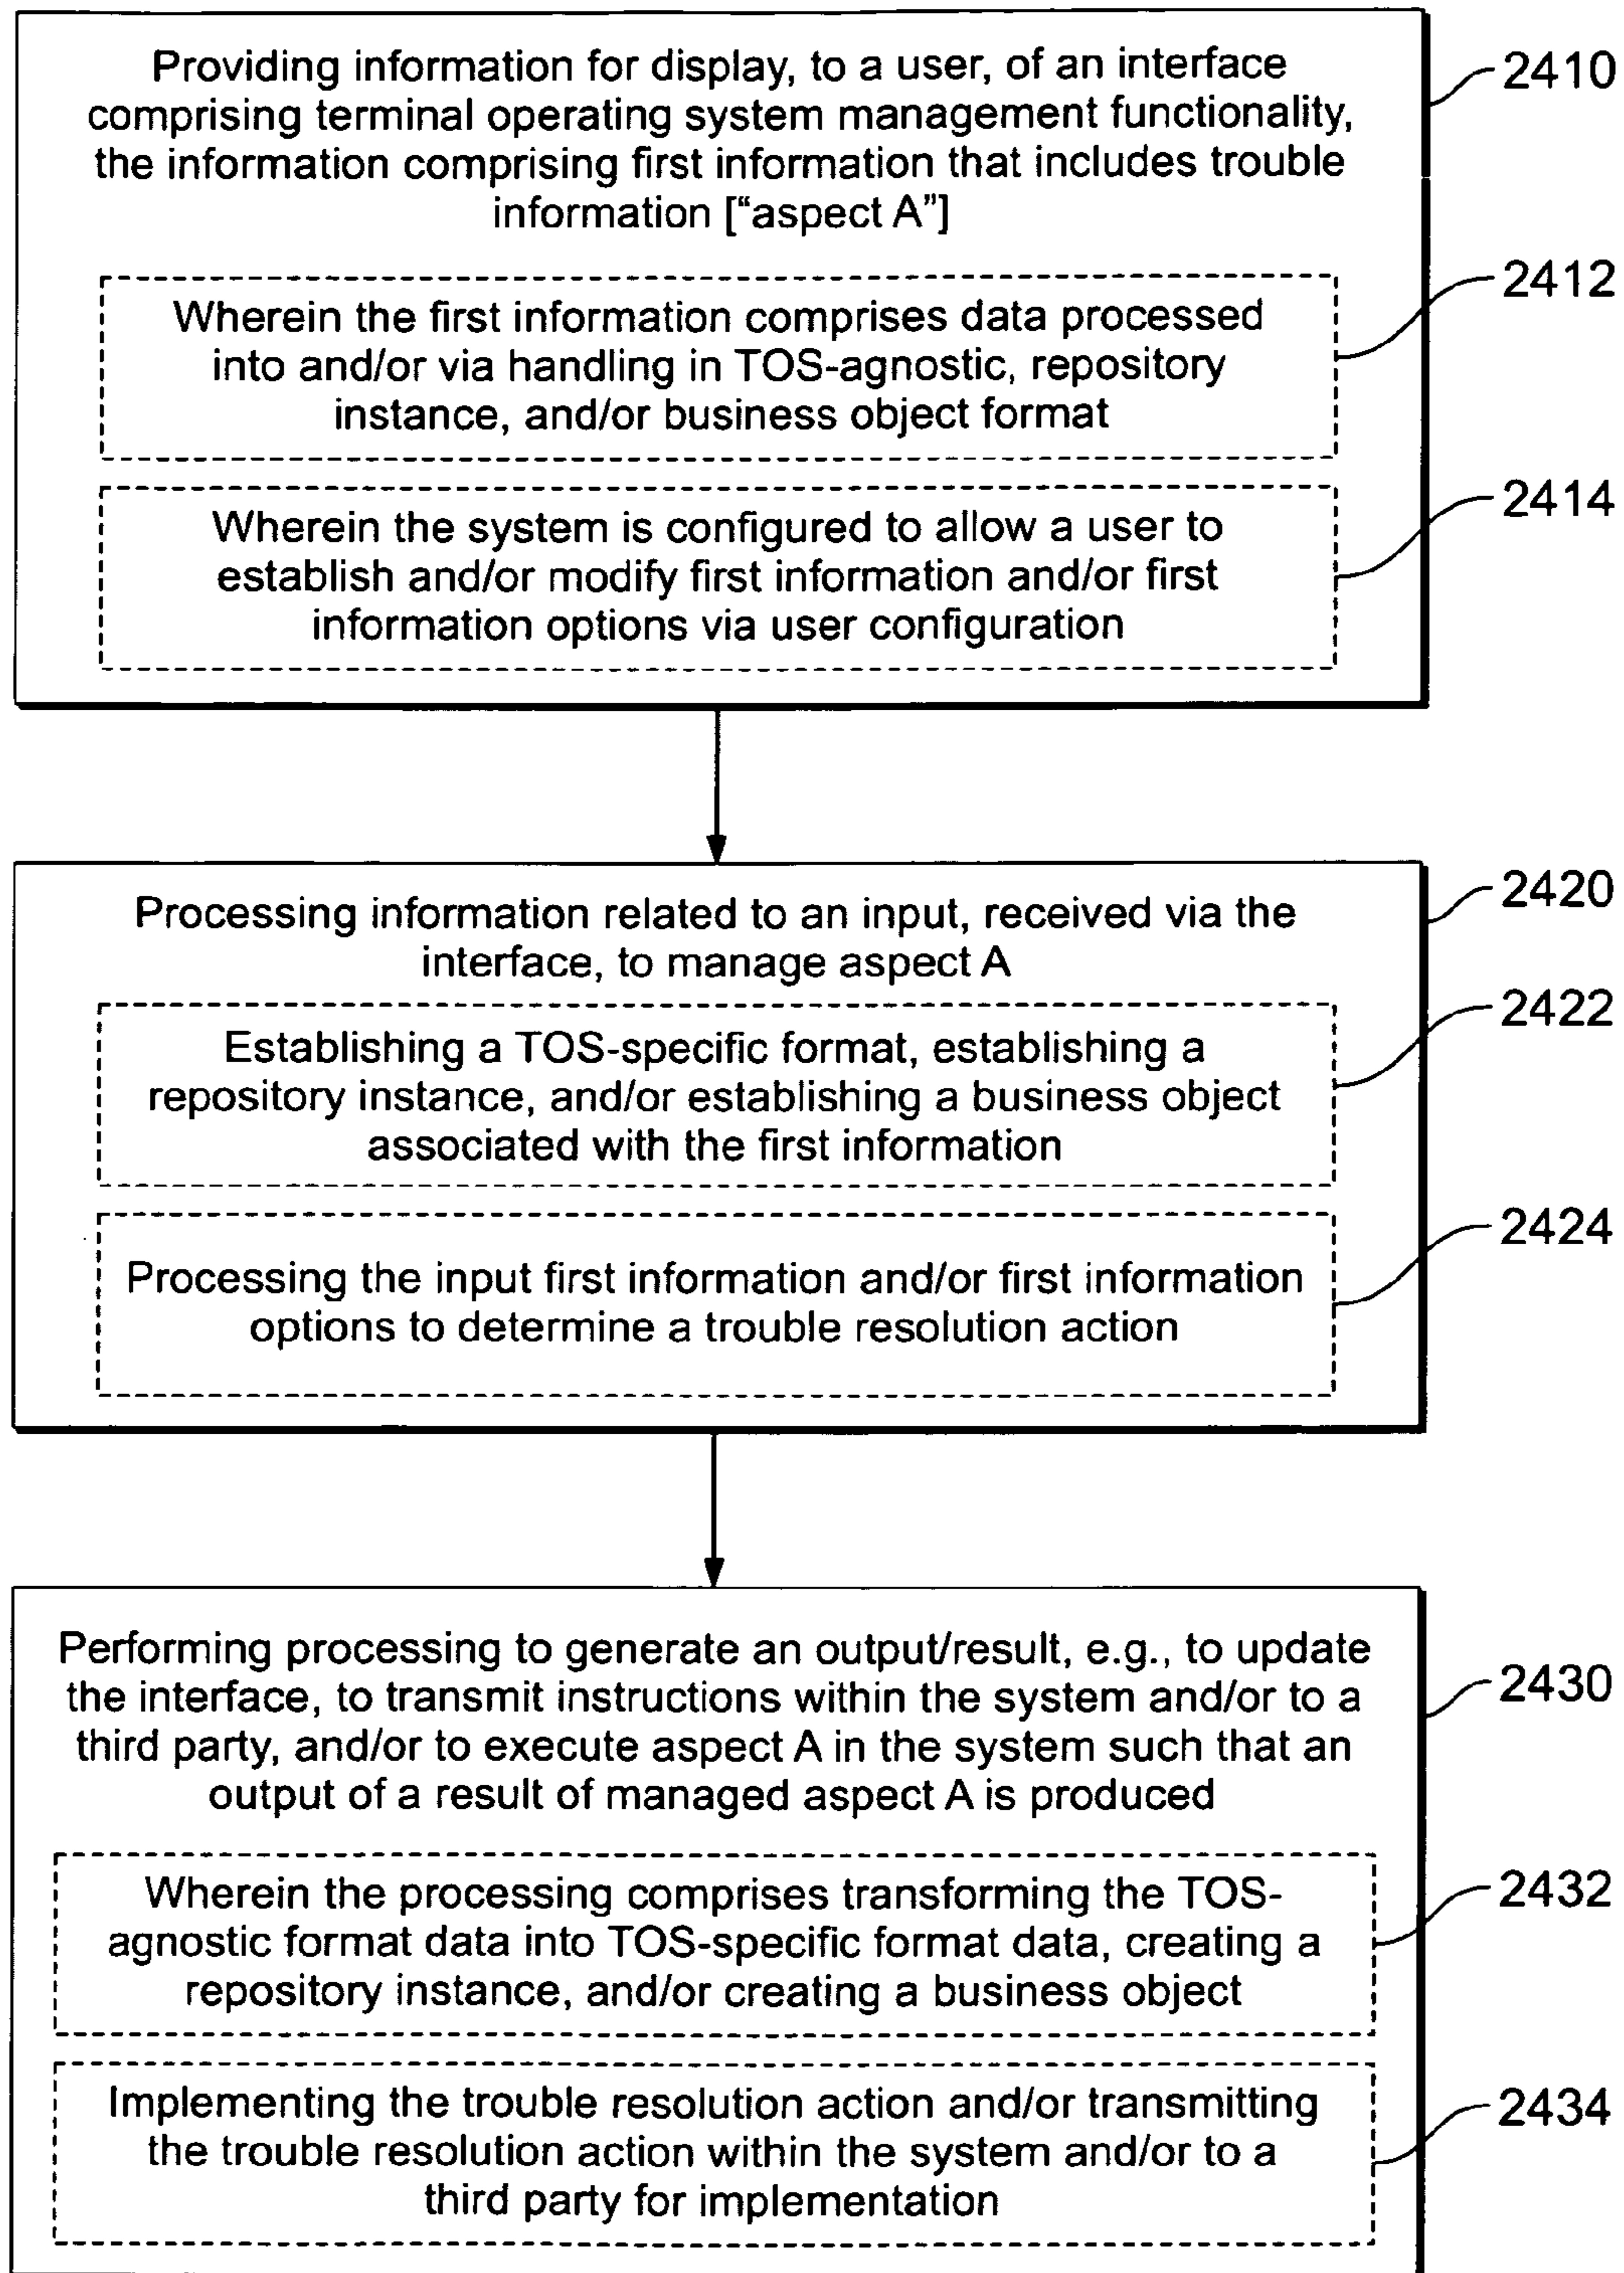 Providing information for display, to a user, of an interface
comprising terminal operating system management functionality,
the information comprising first information that includes trouble
information [“aspect A”]
2410
Wherein the first information comprises data processed
into and/or via handling in TOS-agnostic, repository
instance, and/or business object format
2412
Wherein the system is configured to allow a user to
establish and/or modify first information and/or first
information options via user configuration
2414
Processing information related to an input, received via the
interface, to manage aspect A
2420
Establishing a TOS-specific format, establishing a
repository instance, and/or establishing a business object
associated with the first information
2422
Processing the input first information and/or first information
options to determine a trouble resolution action
2424
Performing processing to generate an output/result, e.g., to update
the interface, to transmit instructions within the system and/or to a
third party, and/or to execute aspect A in the system such that an
output of a result of managed aspect A is produced
2430
Wherein the processing comprises transforming the TOS-
agnostic format data into TOS-specific format data, creating a
repository instance, and/or creating a business object
2432
Implementing the trouble resolution action and/or transmitting
the trouble resolution action within the system and/or to a
third party for implementation
2434